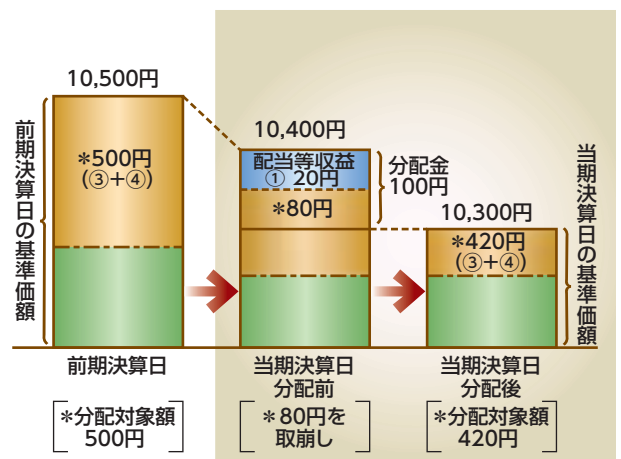 前期決算日の基準価額
10,500円
*500円
(③+④)
前期決算日
*分配対象額
500円
10,400円
配当等収益
① 20円
*80円
分配金
100円
当期決算日
分配前
*80円を
取崩し
10,300円
*420円
(③+④)
当期決算日
分配後
*分配対象額
420円
当期決算日の基準価額